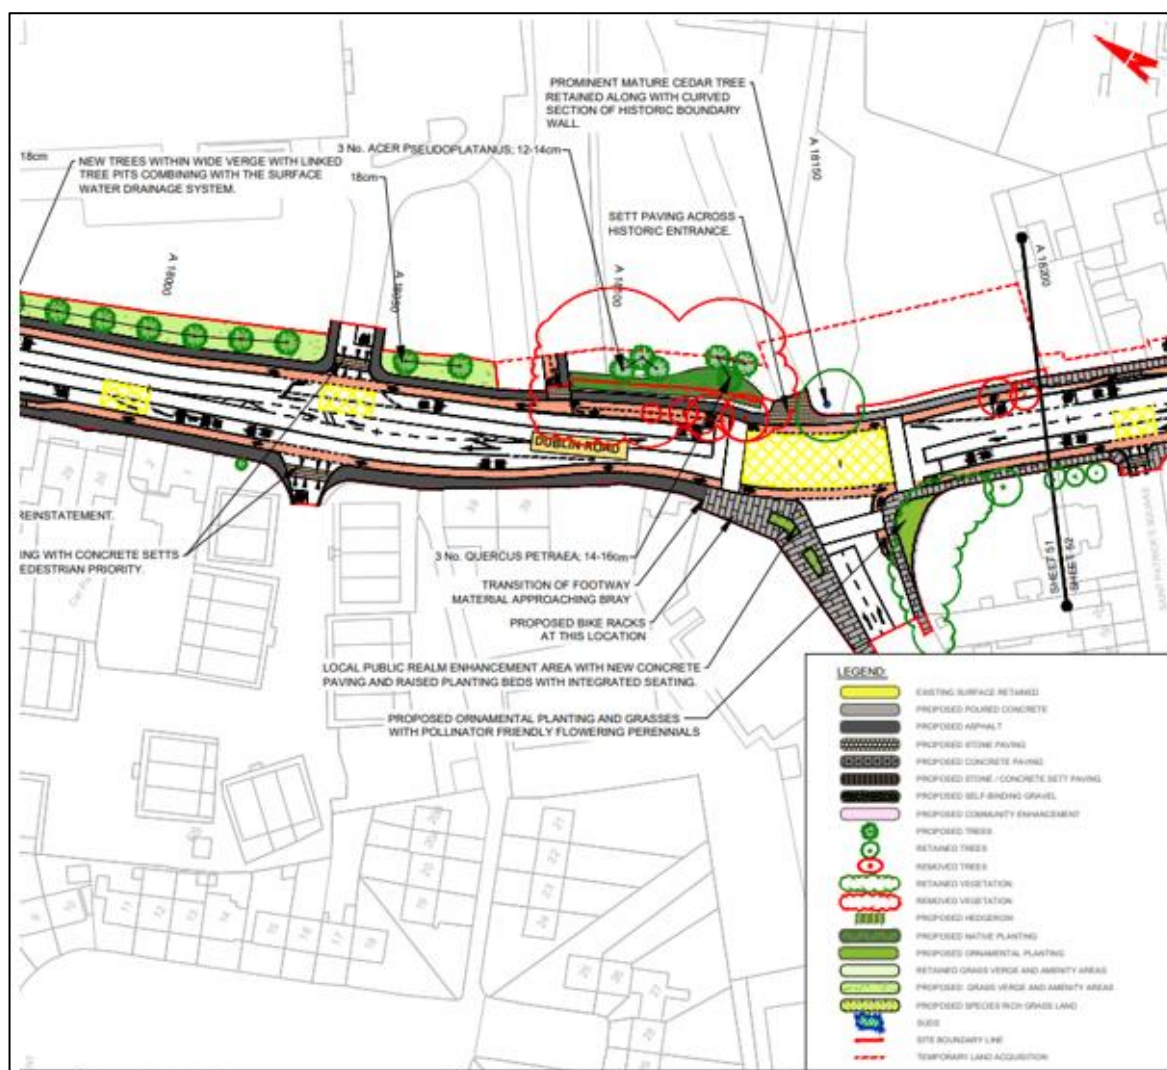 PROMINENT MATURE CEDAR TREE
RETAINED ALONG WITH CURVED
SECTION OF HISTORIC BOUNDARY
WALL.
3 No. ACER PSEUDOPLATANUS; 12-14cm
18cm
NEW TREES WITHIN WIDE VERGE WITH LINKED
TREE PITS COMBINING WITH THE SURFACE
WATER DRAINAGE SYSTEM.
18cm
A 18150
SETT PAVING ACROSS
HISTORIC ENTRANCE.
A 18000
A 18050
A 18100
A 18200
DUBLIN ROAD
REINSTATEMENT.
ING WITH CONCRETE SETTS
EDESTRIAN PRIORITY.
3 No. QUERCUS PETRAEA; 14-16cm
TRANSITION OF FOOTWAY
MATERIAL APPROACHING BRAY
PROPOSED BIKE RACKS
AT THIS LOCATION
LOCAL PUBLIC REALM ENHANCEMENT AREA WITH NEW CONCRETE
PAVING AND RAISED PLANTING BEDS WITH INTEGRATED SEATING.
PROPOSED ORNAMENTAL PLANTING AND GRASSES
WITH POLLINATOR FRIENDLY FLOWERING PERENNIALS
SHEET 51
SHEET 52
LEGEND:
EXISTING SURFACE RETAINED
PROPOSED POURED CONCRETE
PROPOSED ASPHALT
PROPOSED STONE PAVING
PROPOSED CONCRETE PAVING
PROPOSED STONE / CONCRETE SETT PAVING
PROPOSED SELF-BINDING GRAVEL
PROPOSED COMMUNITY ENHANCEMENT
PROPOSED TREES
RETAINED TREES
REMOVED TREES
RETAINED VEGETATION
REMOVED VEGETATION
PROPOSED HEDGEROW
PROPOSED NATIVE PLANTING
PROPOSED ORNAMENTAL PLANTING
RETAINED GRASS VERGE AND AMENITY AREAS
PROPOSED GRASS VERGE AND AMENITY AREAS
PROPOSED SPECIES RICH GRASS LAND
SUDS
SITE BOUNDARY LINE
TEMPORARY LAND ACQUISITION